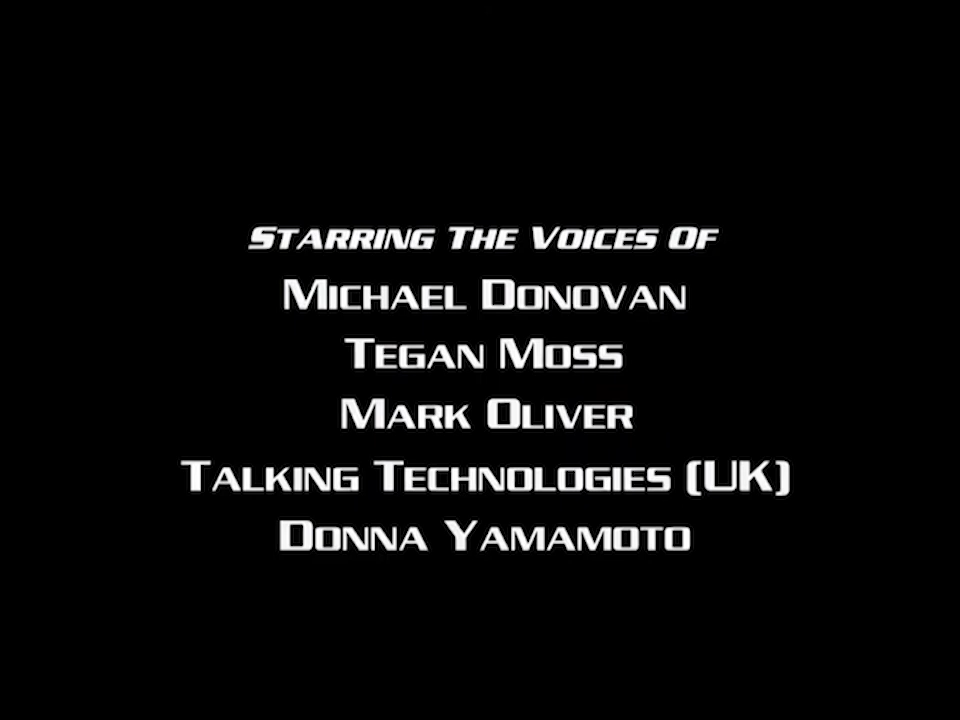 Starring The Voices Of
Michael Donovan
Tegan Moss
Mark Oliver
Talking Technologies (UK)
Donna Yamamoto